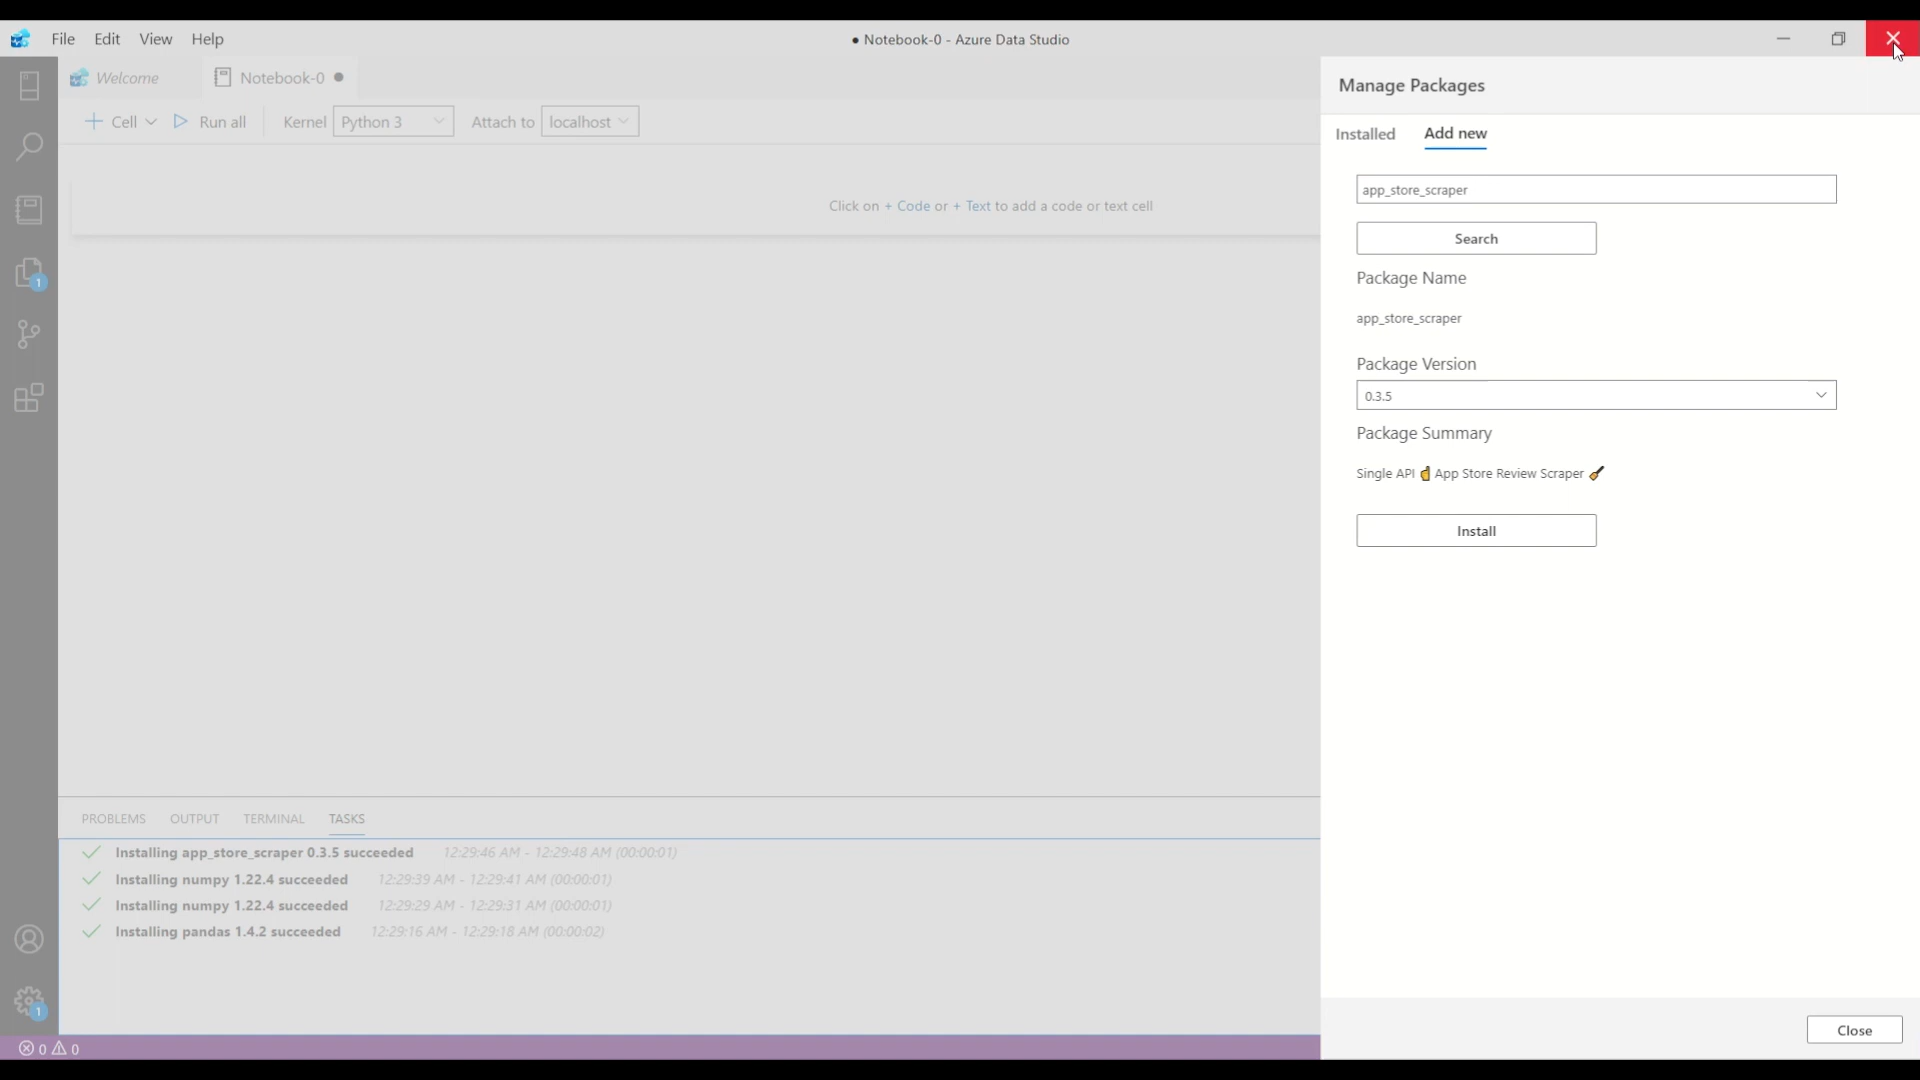 File Edit View Help
● Notebook-0 - Azure Data Studio
Welcome
Notebook-0 ●
Cell
Run all
Kernel
Python 3
Attach to
localhost
Click on + Code or + Text to add a code or text cell
Manage Packages
Installed
Add new
app_store_scraper
Search
Package Name
app_store_scraper
Package Version
0.3.5
Package Summary
Single API ☝ App Store Review Scraper 🧹
Install
1
PROBLEMS OUTPUT TERMINAL TASKS
Installing app_store_scraper 0.3.5 succeeded 12:29:46 AM - 12:29:48 AM (00:00:01)
Installing numpy 1.22.4 succeeded 12:29:39 AM - 12:29:41 AM (00:00:01)
Installing numpy 1.22.4 succeeded 12:29:29 AM - 12:29:31 AM (00:00:01)
Installing pandas 1.4.2 succeeded 12:29:16 AM - 12:29:18 AM (00:00:02)
1
Close
0 0